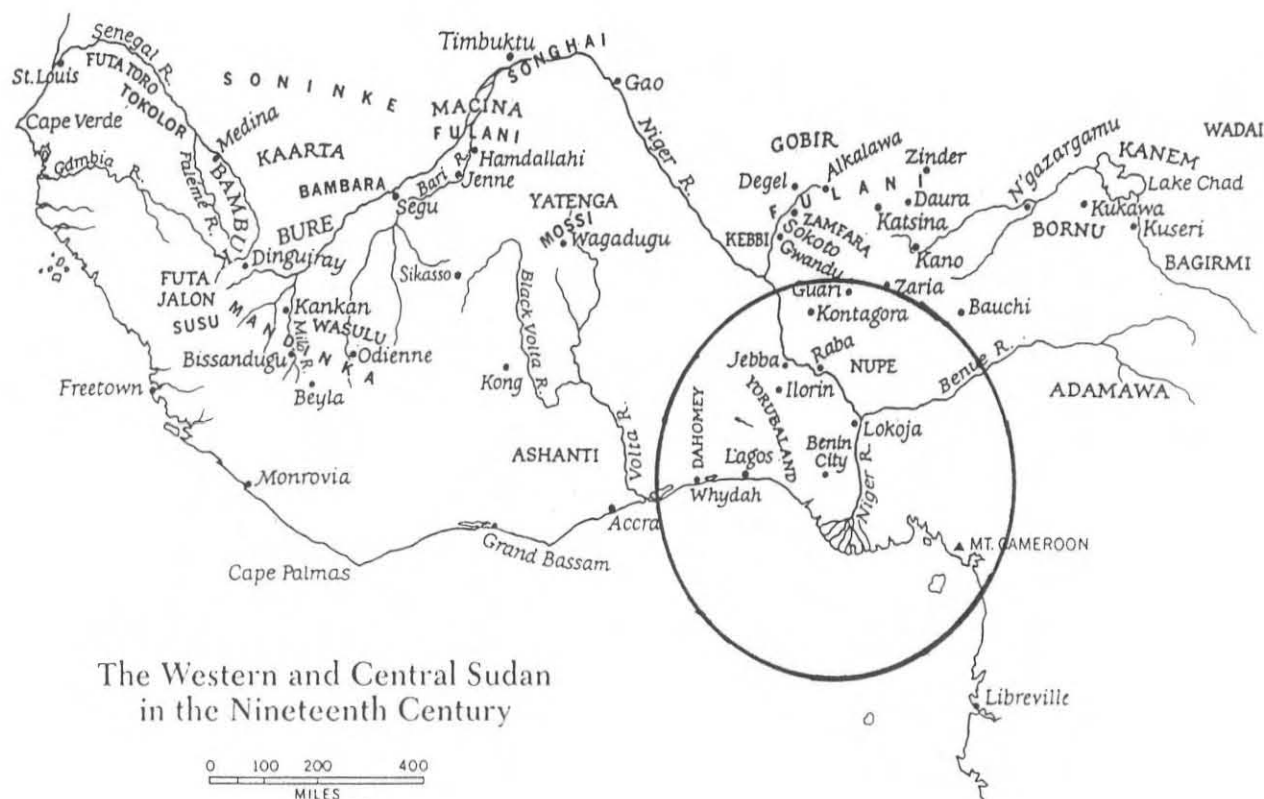 Timbuktu
Senegal R.
SONGHAI
St. Louis
FUTA TORO
TOKOLOR
SONINKE
Gao
Cape Verde
Medina
MACINA
FULANI
Niger R.
GOBIR
Alkalawa
Zinder
N'gazargamu
WADAI
KANEM
Lake Chad
Gambia R.
Faleme R.
BAMBU
KAARTA
Hamdallahi
Bari R.
Jenne
BAMBARA
Segu
Degel
FULANI
Daura
Katsina
Kukawa
BORNU
Kuseri
YATENGA
MOSSI
Wagadugu
KEBBI
ZAMFARA
Sokoto
Gwandu
Kano
BAGIRMI
BURE
Dinguiray
Sikasso
Black Volta R.
FUTA
JALON
SUSU
MANDINKA
Kankan
WASULU
Milo R.
Bissandugu
Odienne
Beyla
Guari
Zaria
Kontagora
Bauchi
Jebba
Raba
NUPE
Benue R.
ADAMAWA
Freetown
Kong
Ilorin
YORUBALAND
DAHOMEY
Lokoja
Volta R.
ASHANTI
Lagos
Benin
City
Niger R.
Monrovia
Whydah
Accra
Grand Bassam
Cape Palmas
MT. CAMEROON
Libreville
The Western and Central Sudan
in the Nineteenth Century
0 100 200 400
MILES